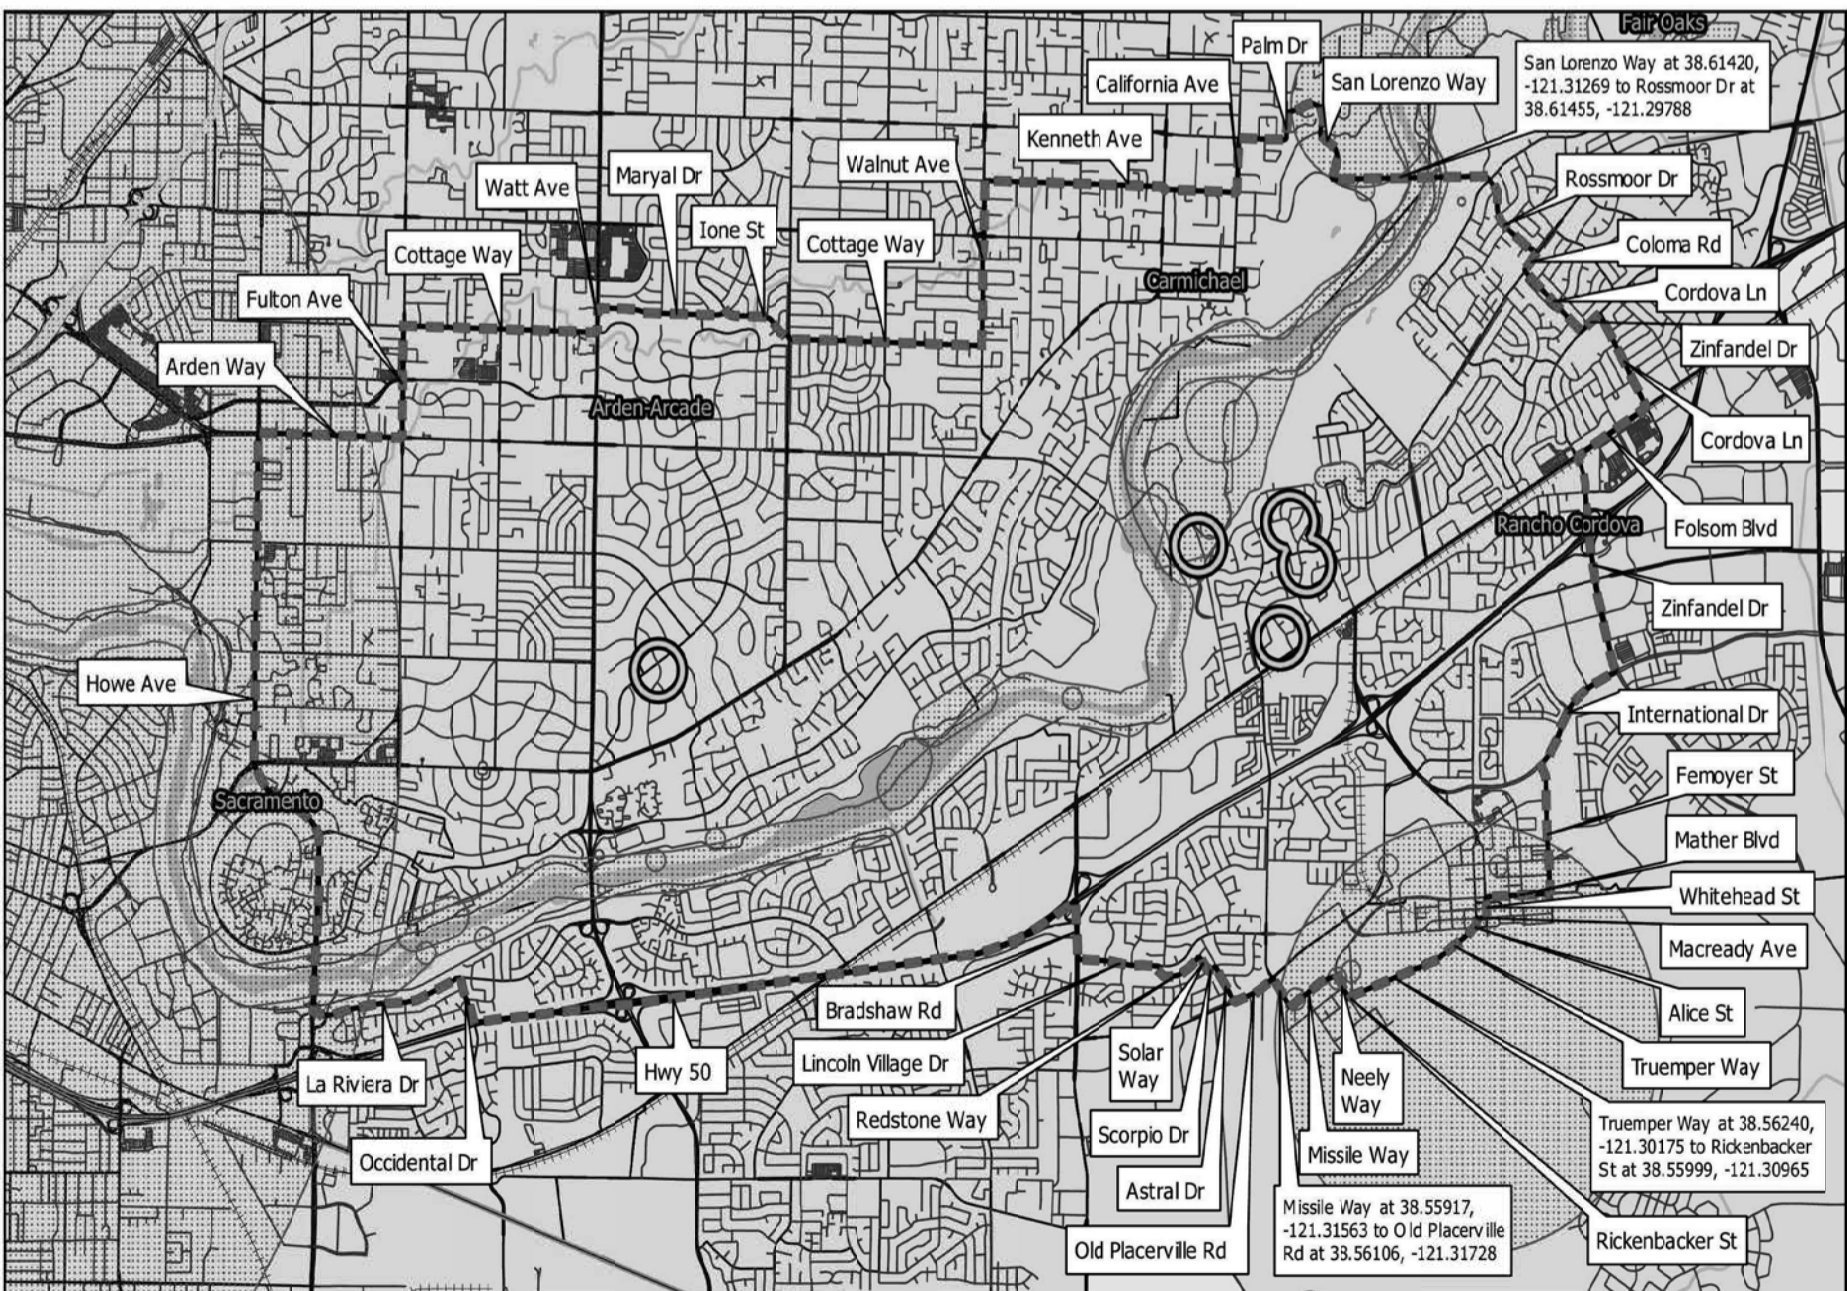 Fair Oaks
Palm Dr
San Lorenzo Way at 38.61420,
-121.31269 to Rossmoor Dr at
38.61455, -121.29788
California Ave
San Lorenzo Way
Kenneth Ave
Walnut Ave
Maryal Dr
Watt Ave
Rossmoor Dr
Ione St
Cottage Way
Cottage Way
Coloma Rd
Carmichael
Cordova Ln
Fulton Ave
Zinfandel Dr
Arden Way
Arden-Arcade
Cordova Ln
Rancho Cordova
Folsom Blvd
Zinfandel Dr
Howe Ave
International Dr
Femoyer St
Sacramento
Mather Blvd
Whitehead St
Macready Ave
Bradshaw Rd
Alice St
Lincoln Village Dr
Solar
Way
Hwy 50
Truemper Way
La Riviera Dr
Neely
Way
Redstone Way
Scorpio Dr
Truemper Way at 38.56240,
-121.30175 to Rickenbacker
St at 38.55999, -121.30965
Missile Way
Occidental Dr
Astral Dr
Missile Way at 38.55917,
-121.31563 to Old Placerville
Rd at 38.56106, -121.31728
Old Placerville Rd
Rickenbacker St